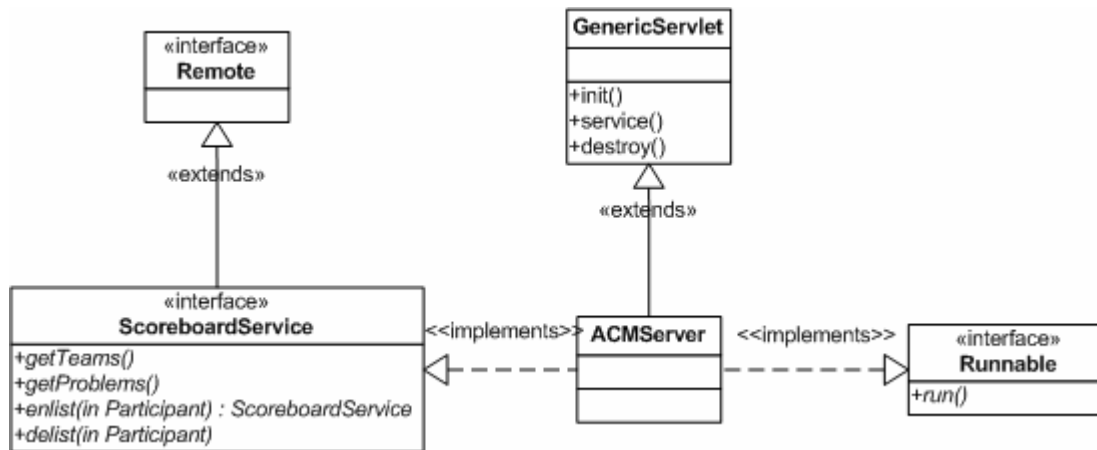 «interface»
Remote
«extends»
GenericServlet
+init()
+service()
+destroy()
«extends»
«interface»
ScoreboardService
+getTeams()
+getProblems()
+enlist(in Participant) : ScoreboardService
+delist(in Participant)
<<implements>>
ACMServer
<<implements>>
«interface»
Runnable
+run()